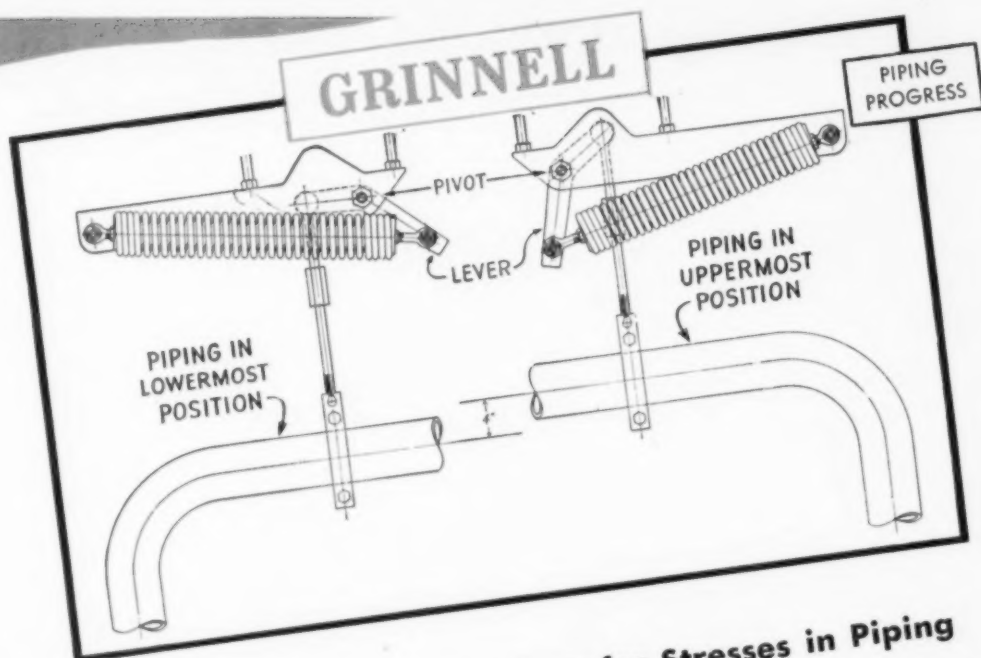 GRINNELL
PIPING
PROGRESS
PIVOT
LEVER
PIPING IN
UPPERMOST
POSITION
PIPING IN
LOWERMOST
POSITION
Stresses in Piping